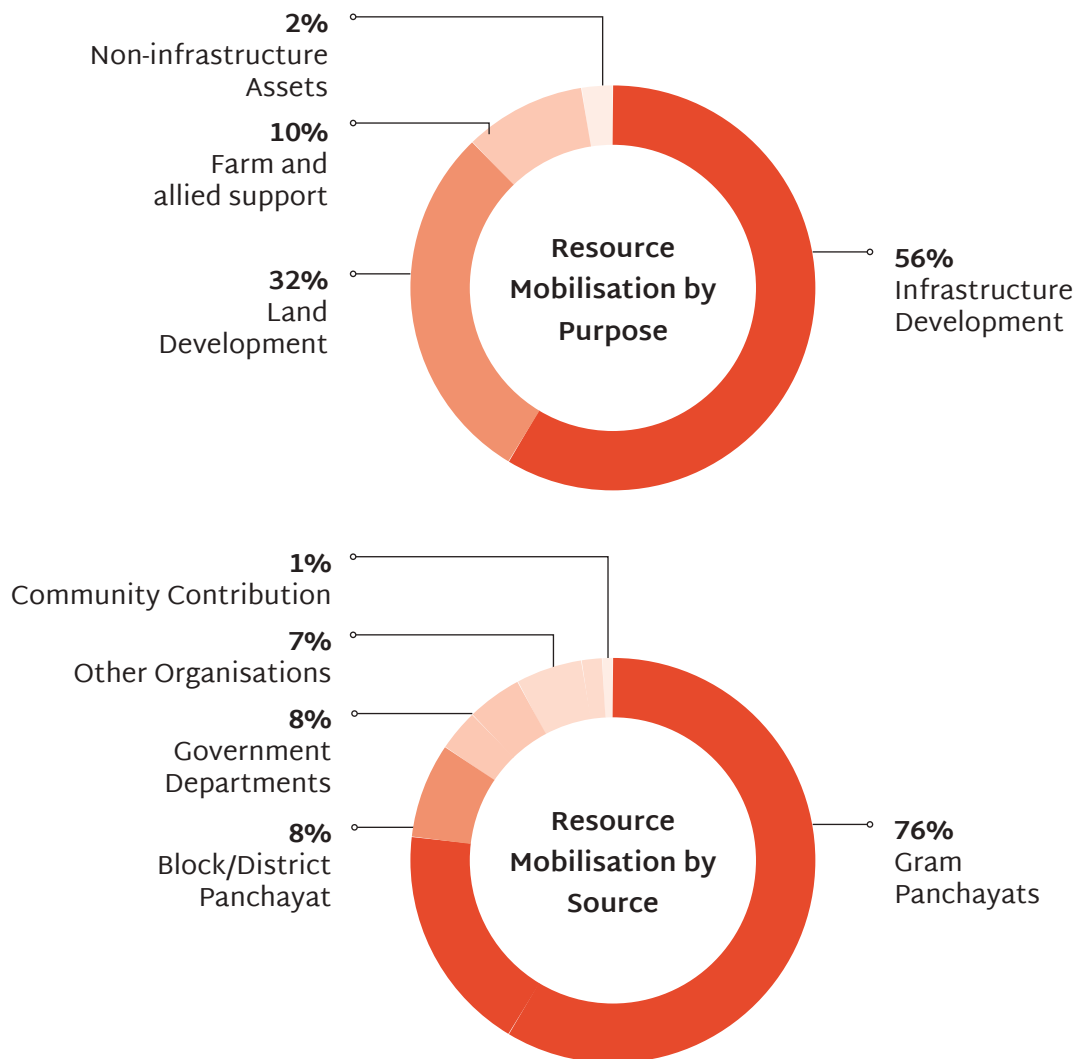 2%
Non-infrastructure
Assets
10%
Farm and
allied support
32%
Land
Development
Resource
Mobilisation by
Purpose
56%
Infrastructure
Development
1%
Community Contribution
7%
Other Organisations
8%
Government
Departments
8%
Block/District
Panchayat
Resource
Mobilisation by
Source
76%
Gram
Panchayats